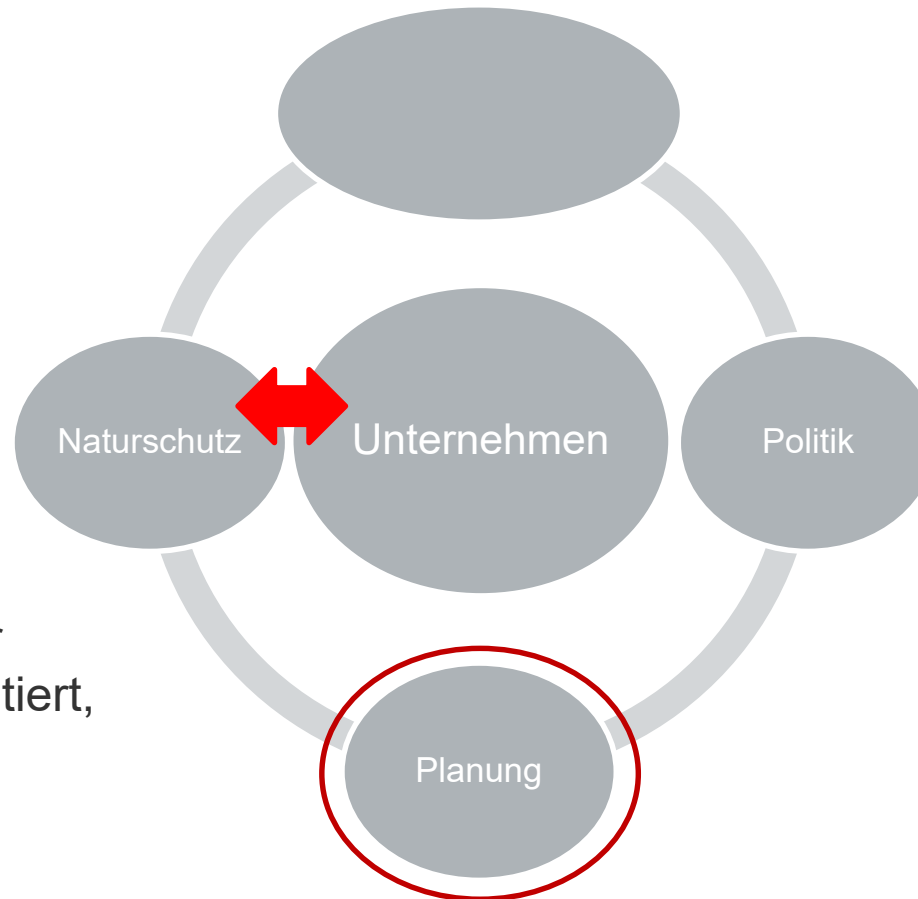 Naturschutz
Unternehmen
Politik
tiert,
Planung